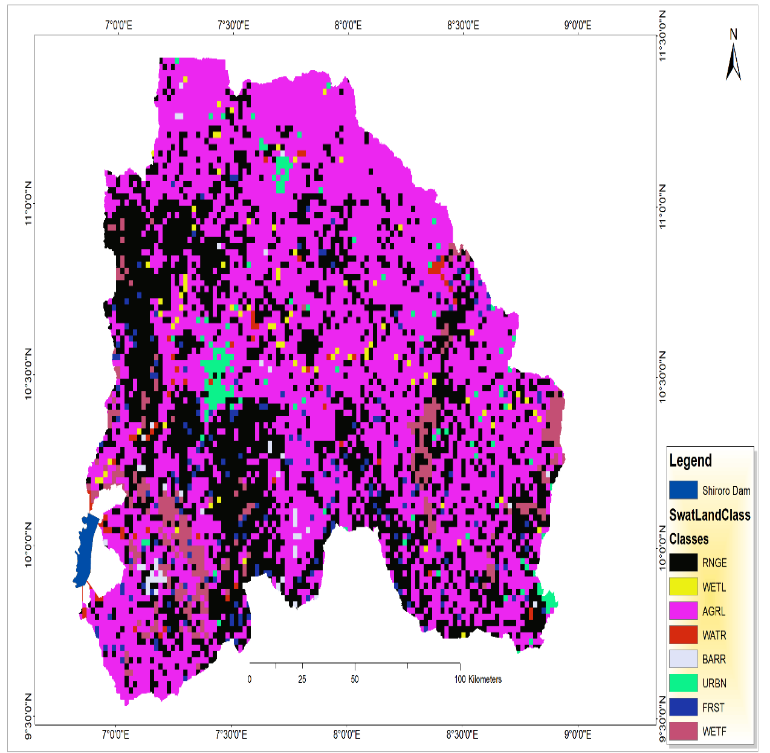 7°0'0"E 7°30'0"E 8°0'0"E 8°30'0"E 9°0'0"E
11°30'0"N
N
11°0'0"N 11°0'0"N
10°30'0"N 10°30'0"N
Legend
Shiroro Dam
SwatLandClass
Classes
RNGE
WETL
AGRL
WATR
BARR
URBN
FRST
WETF
10°0'0"N 10°0'0"N
0 25 50 100 Kilometers
9°30'0"N 9°30'0"N
7°0'0"E 7°30'0"E 8°0'0"E 8°30'0"E 9°0'0"E